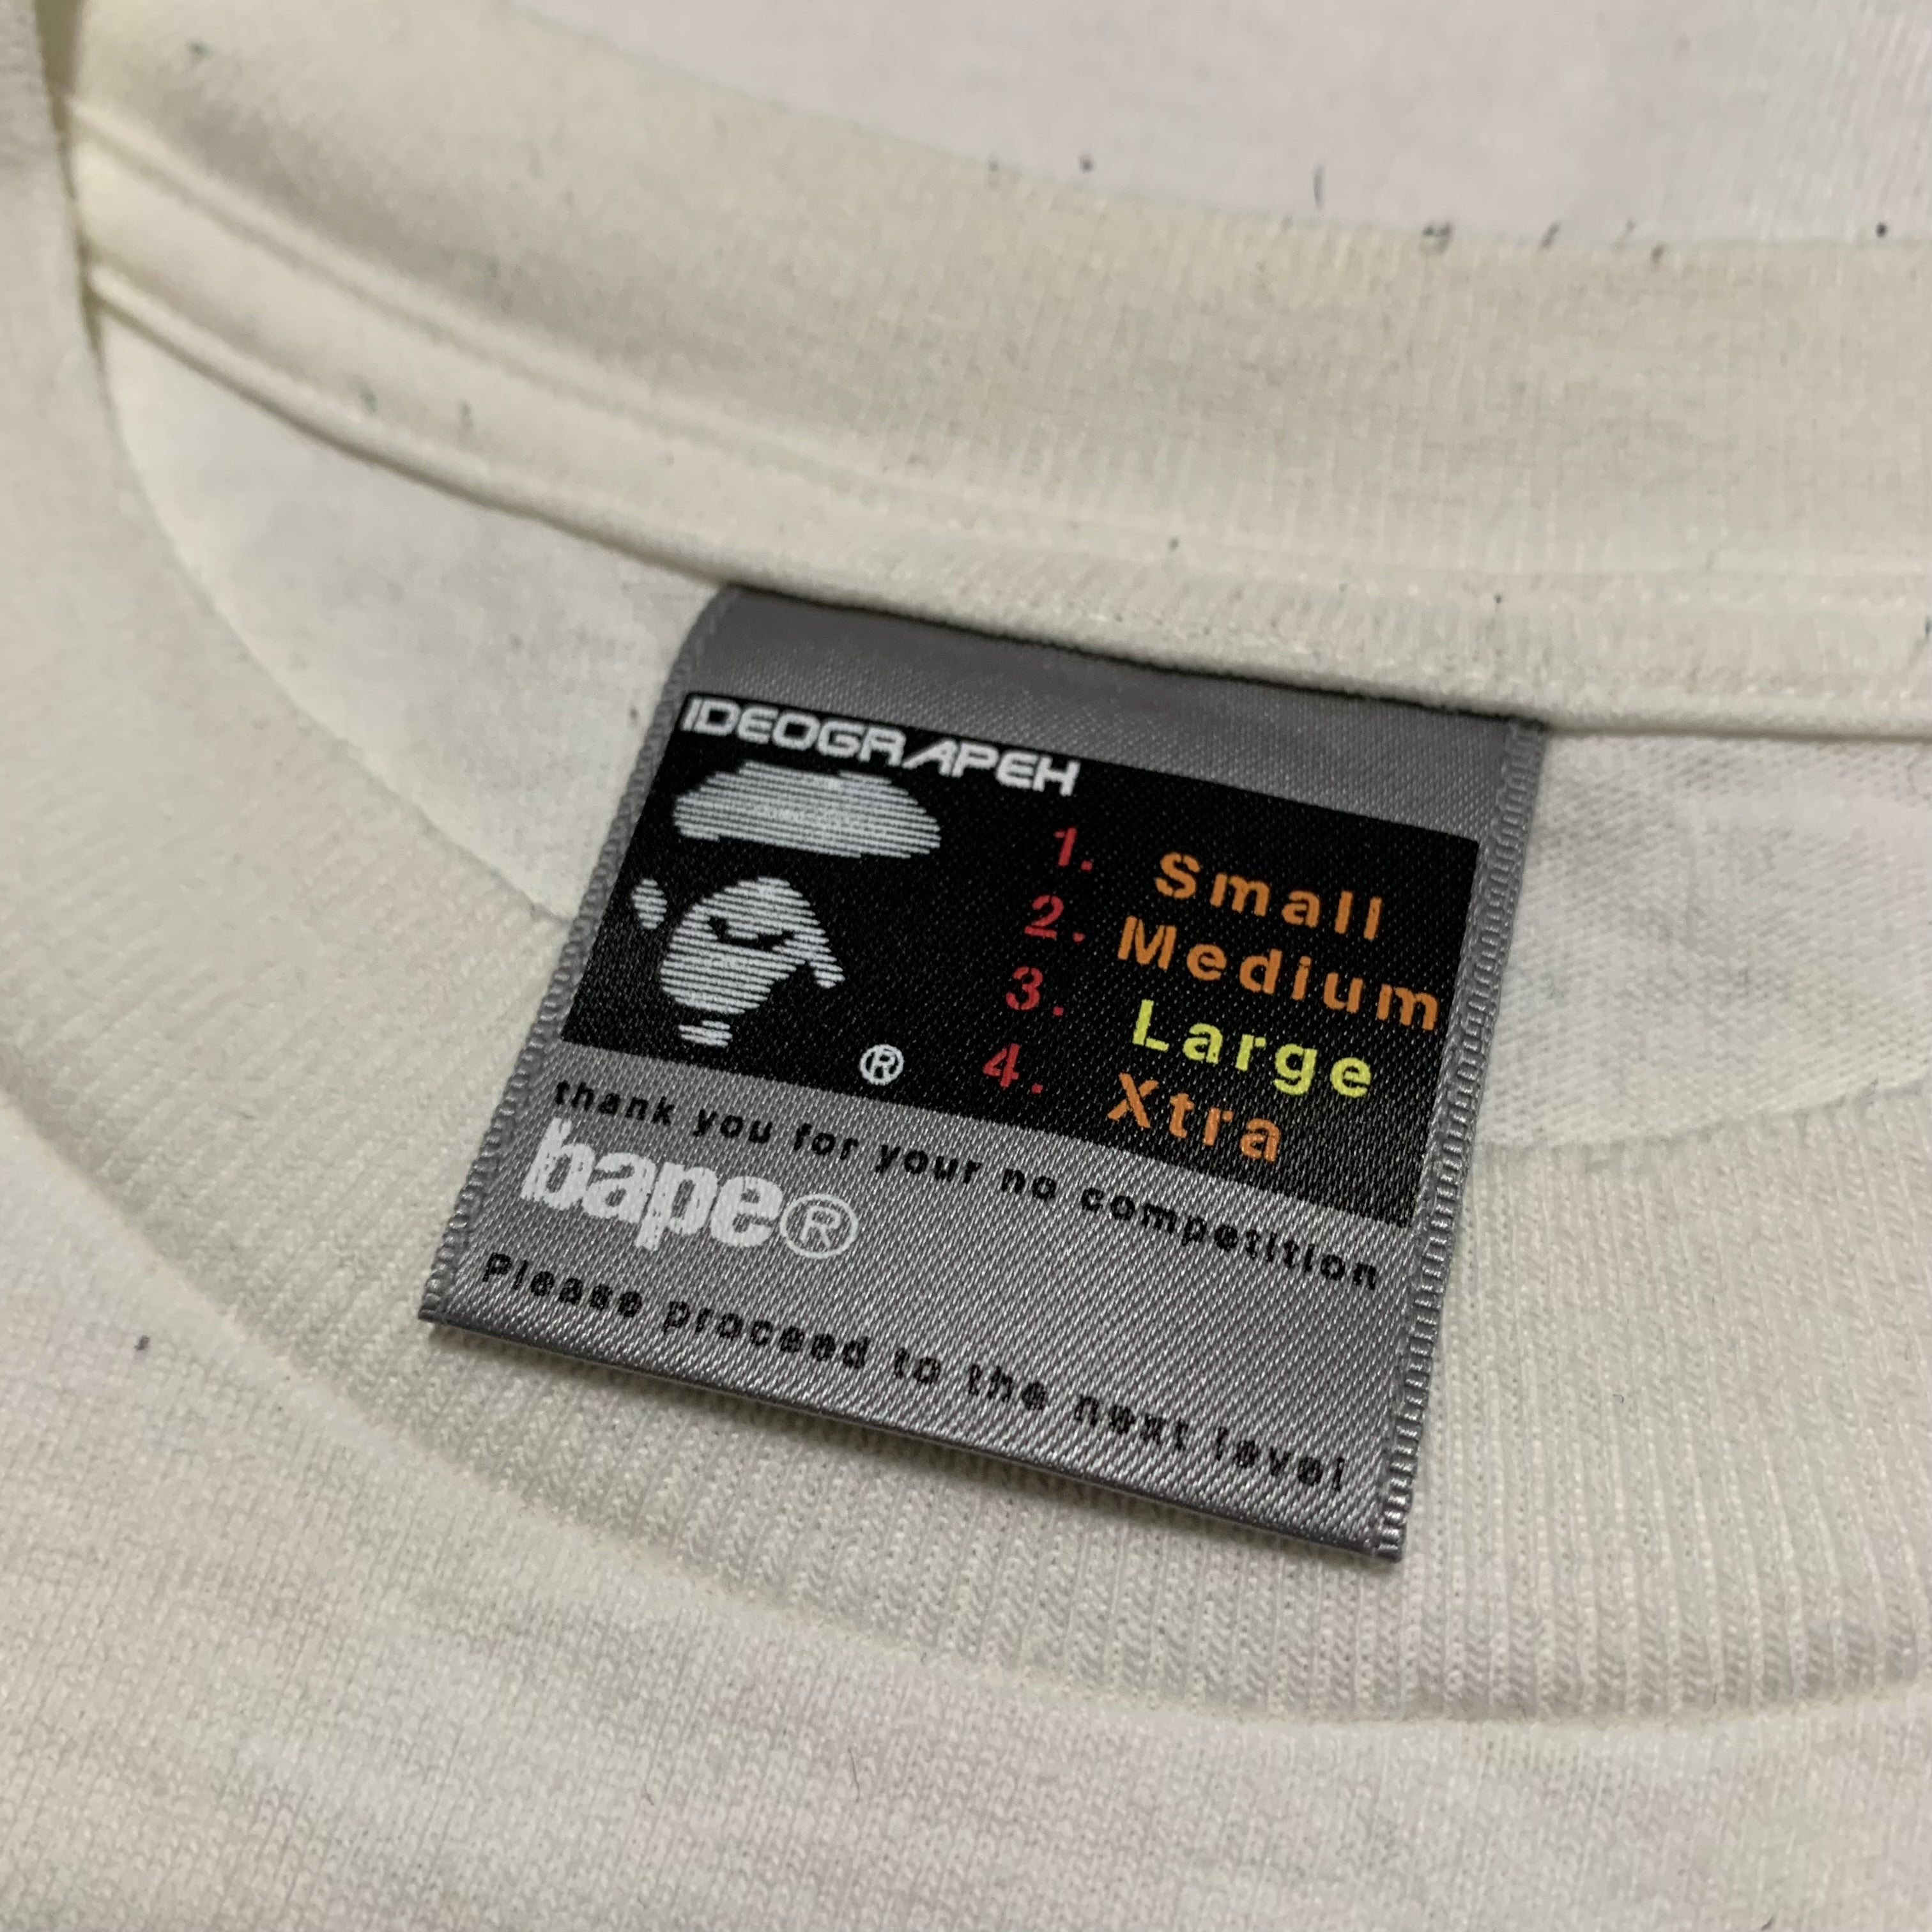 IDEOGRAPEH
1. Small
2. Medium
3. Large
4. Xtra
®
thank you for your no competition
bape®
Please proceed to the next level